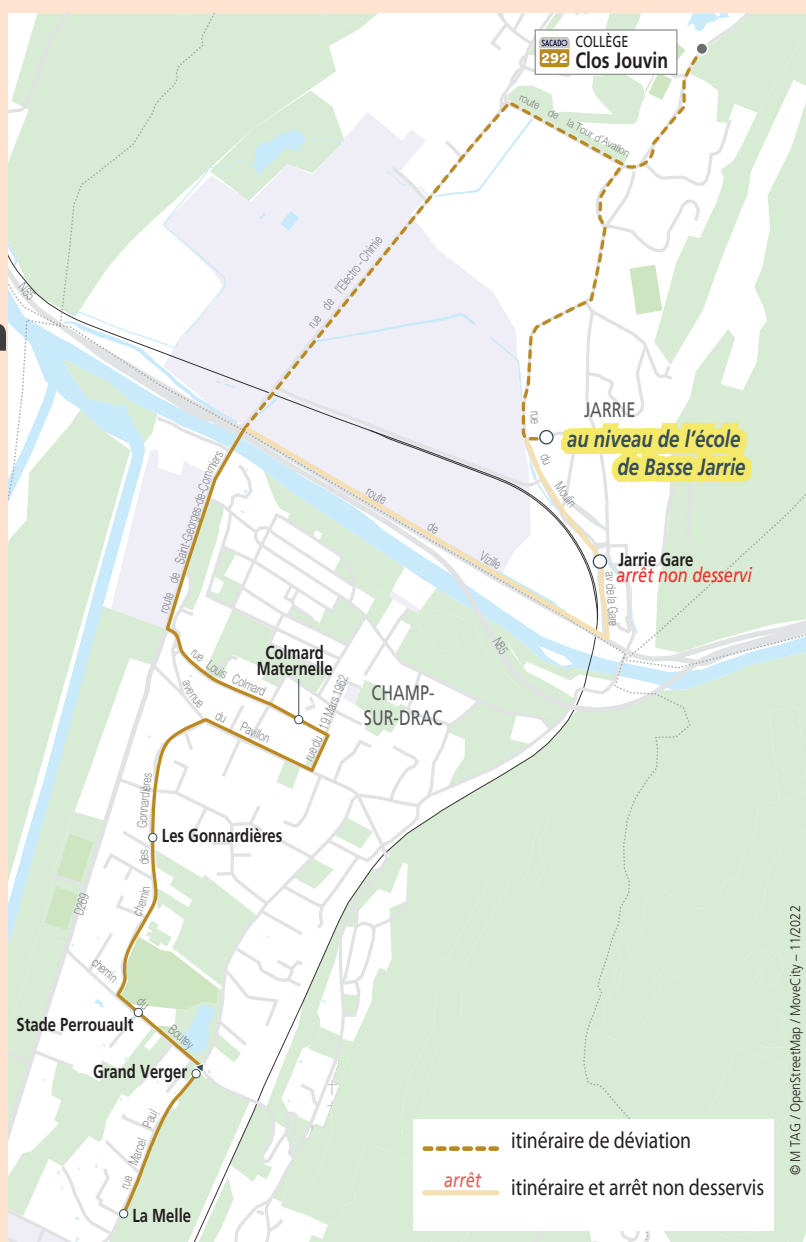 SACADO
292
COLLÈGE
Clos Jouvin
route de la Tour d'Avallon
rue de l'Electro-Chimie
N85
JARRIE
au niveau de l'école
de Basse Jarrie
rue du Moulin
route de Vizille
Jarrie Gare
arrêt non desservi
av de la Gare
N85
route de Saint-Georges-de-Commiers
Colmard
Maternelle
rue Louis Colmard
CHAMP-
SUR-DRAC
rue du 19 Mars 1962
avenue du Pavillon
Les Gonnardières
chemin des Gonnardières
D269
chemin du Boutey
Stade Perrouault
Grand Verger
rue Marcel Paul
La Melle
itinéraire de déviation
arrêt
itinéraire et arrêt non desservis
© M TAG / OpenStreetMap / MoveCity – 11/2022